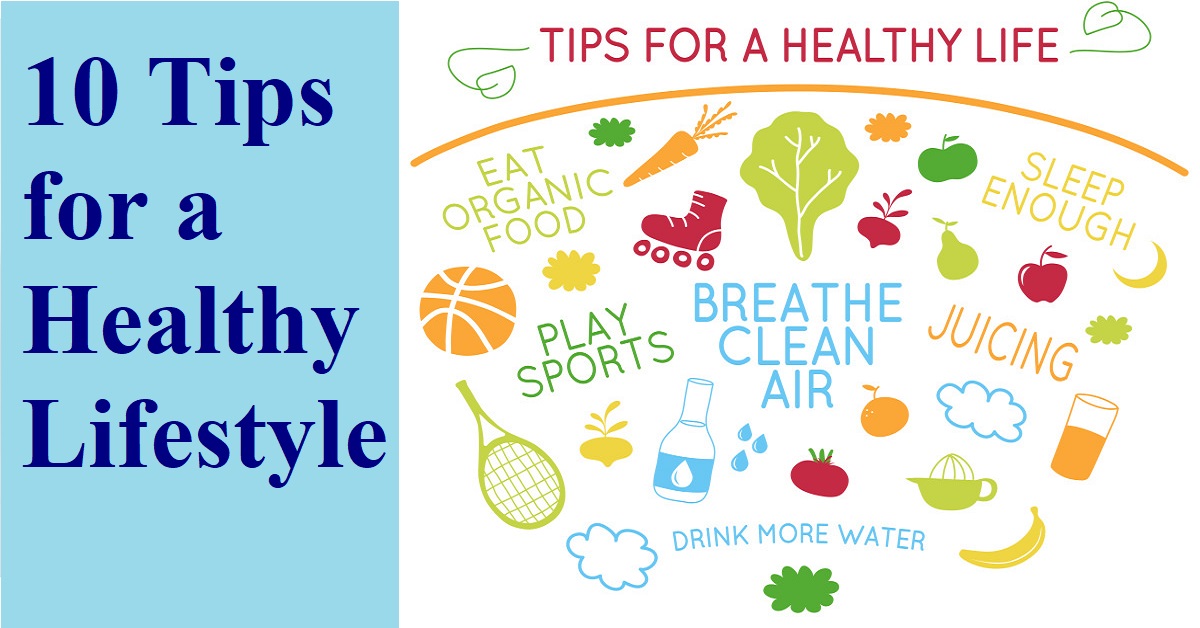 10 Tips
for a
Healthy
Lifestyle
TIPS FOR A HEALTHY LIFE
EAT
ORGANIC
FOOD
SLEEP
ENOUGH
PLAY
SPORTS
BREATHE
CLEAN
AIR
JUICING
DRINK MORE WATER